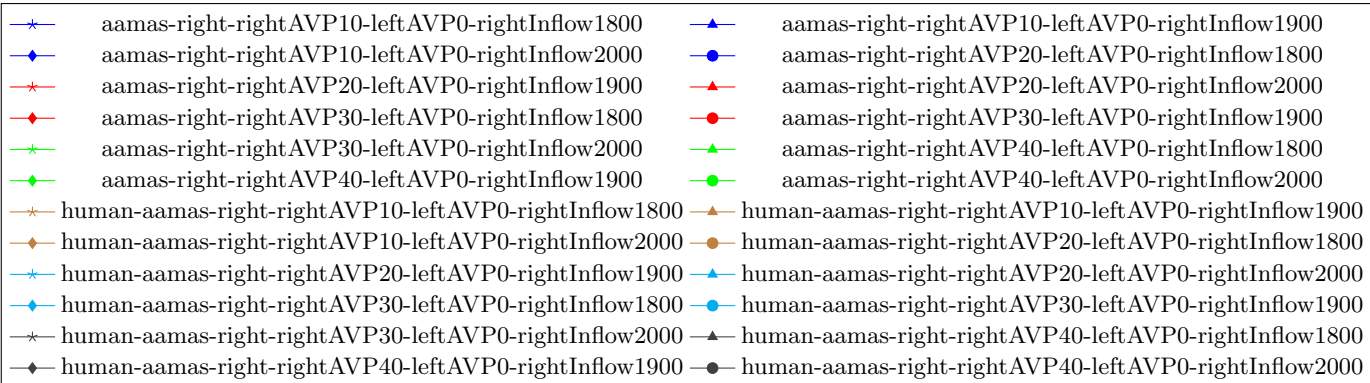 aamas-right-rightAVP10-leftAVP0-rightInflow1800 aamas-right-rightAVP10-leftAVP0-rightInflow1900
aamas-right-rightAVP10-leftAVP0-rightInflow2000 aamas-right-rightAVP20-leftAVP0-rightInflow1800
aamas-right-rightAVP20-leftAVP0-rightInflow1900 aamas-right-rightAVP20-leftAVP0-rightInflow2000
aamas-right-rightAVP30-leftAVP0-rightInflow1800 aamas-right-rightAVP30-leftAVP0-rightInflow1900
aamas-right-rightAVP30-leftAVP0-rightInflow2000 aamas-right-rightAVP40-leftAVP0-rightInflow1800
aamas-right-rightAVP40-leftAVP0-rightInflow1900 aamas-right-rightAVP40-leftAVP0-rightInflow2000
human-aamas-right-rightAVP10-leftAVP0-rightInflow1800 human-aamas-right-rightAVP10-leftAVP0-rightInflow1900
human-aamas-right-rightAVP10-leftAVP0-rightInflow2000 human-aamas-right-rightAVP20-leftAVP0-rightInflow1800
human-aamas-right-rightAVP20-leftAVP0-rightInflow1900 human-aamas-right-rightAVP20-leftAVP0-rightInflow2000
human-aamas-right-rightAVP30-leftAVP0-rightInflow1800 human-aamas-right-rightAVP30-leftAVP0-rightInflow1900
human-aamas-right-rightAVP30-leftAVP0-rightInflow2000 human-aamas-right-rightAVP40-leftAVP0-rightInflow1800
human-aamas-right-rightAVP40-leftAVP0-rightInflow1900 human-aamas-right-rightAVP40-leftAVP0-rightInflow2000